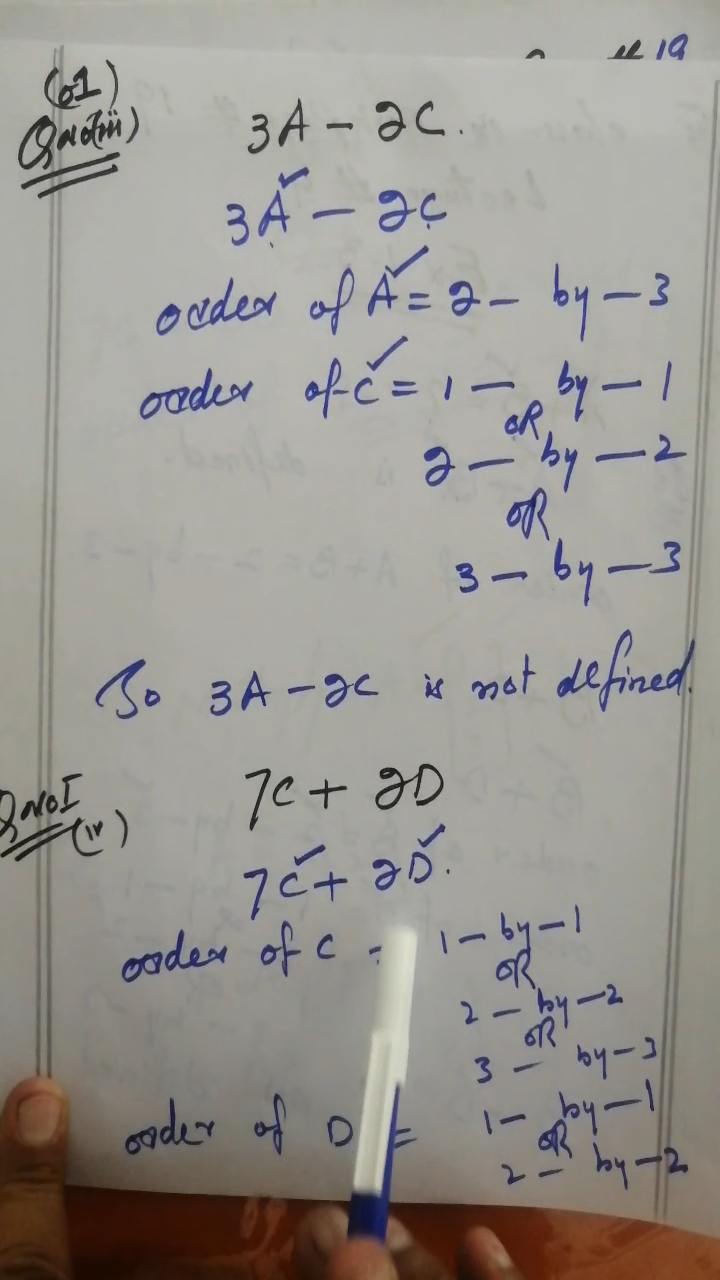 19
(01)
Q no(iii) 3A - 2C.
3A - 2C
order of A = 2 - by - 3
order of C = 1 - by - 1
OR
2 - by - 2
OR
3 - by - 3
So 3A - 2C is not defined.
Q no I
(iv) 7C + 2D
7C + 2D.
order of C = 1 - by - 1
OR
2 - by - 2
OR
3 - by - 3
order of D = 1 - by - 1
OR
2 - by - 2